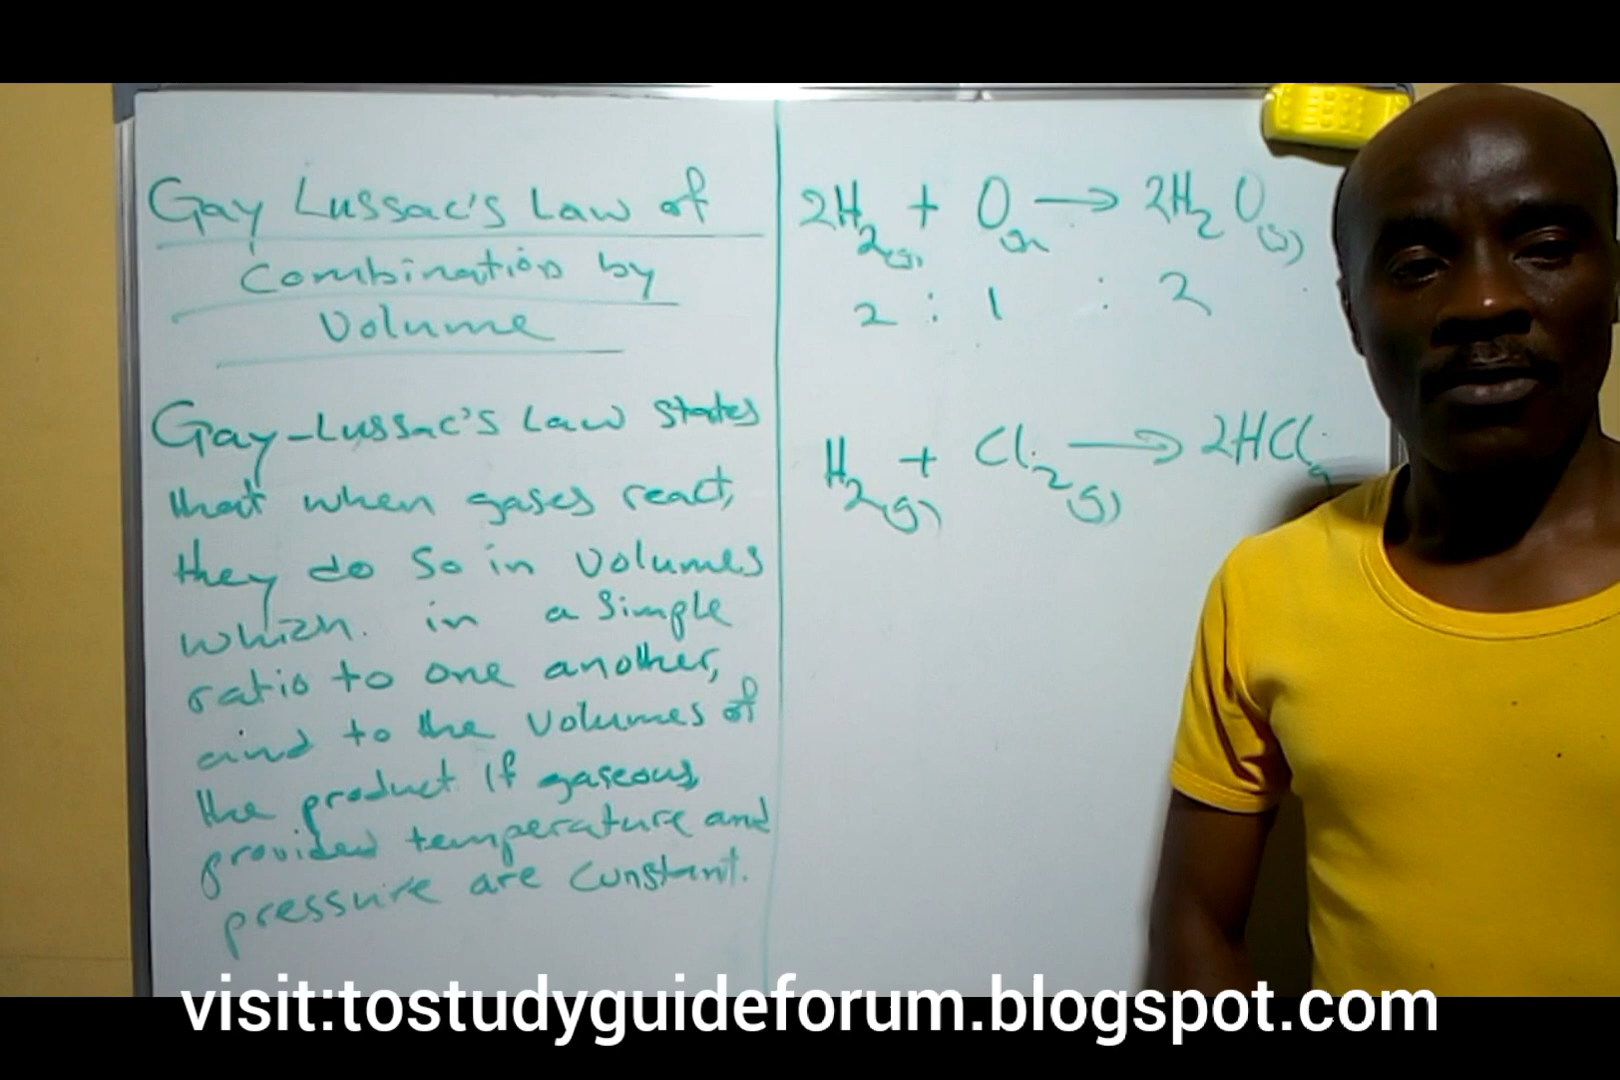 Gay Lussac's Law of
Combination by
Volume
Gay-Lussac's Law states
that when gases react,
they do so in volumes
which in a simple
ratio to one another,
and to the volumes of
the product if gaseous,
provided temperature and
pressure are constant.
2H2(g) + O2(g) → 2H2O(g)
2 : 1 : 2
H2(g) + Cl2(g) → 2HCl
visit:tostudyguideforum.blogspot.com